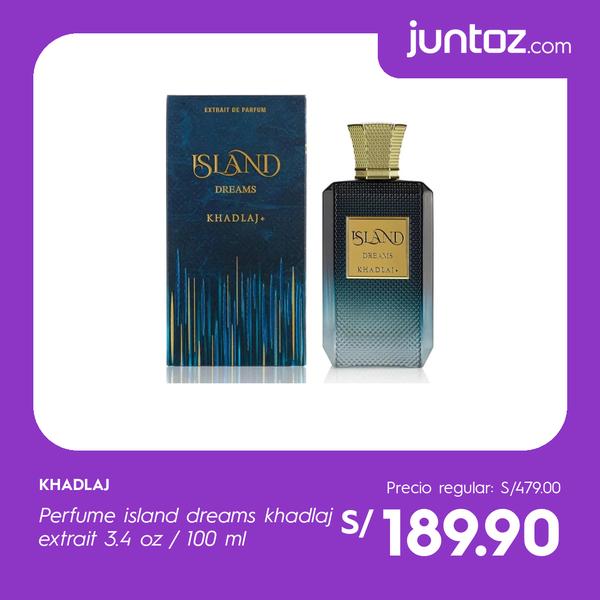 juntoz.com
EXTRAIT DE PARFUM
ISLAND
DREAMS
KHADLAJ+
ISLAND
DREAMS
KHADLAJ+
KHADLAJ
Perfume island dreams khadlaj
extrait 3.4 oz / 100 ml
Precio regular: S/479.00
S/189.90